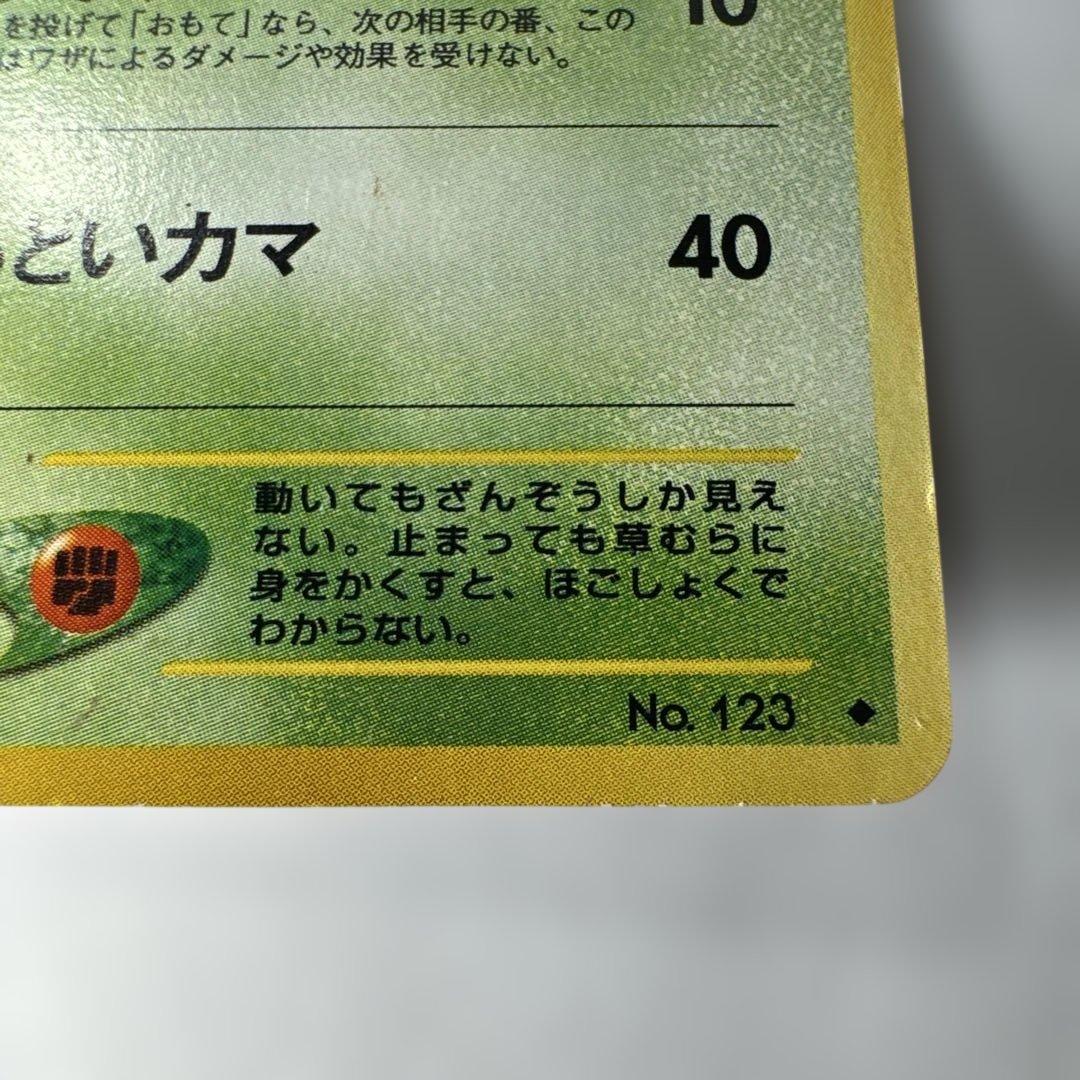 を投げて「おもて」なら、次の相手の番、この
はワザによるダメージや効果を受けない。
10
どいカマ 40
動いてもざんぞうしか見え
ない。止まっても草むらに
身をかくすと、ほごしょくで
わからない。
No. 123 ◆